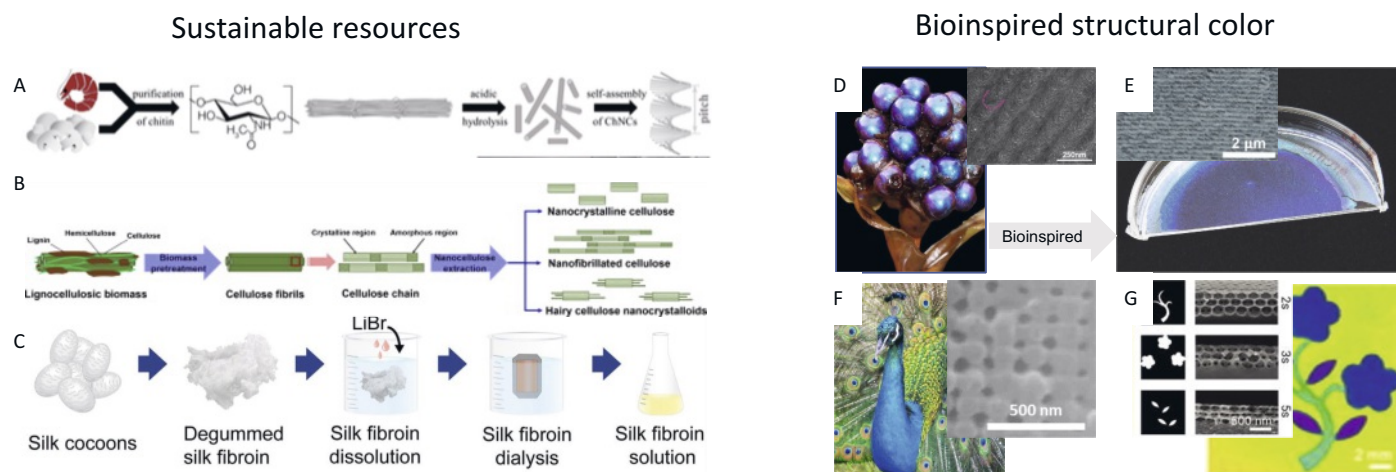 Sustainable resources
Bioinspired structural color
A
purification
of chitin
OH
O
HO
NH
H₃C
O
acidic
hydrolysis
self-assembly
of ChNCs
pitch
B
Lignin
Hemicellulose
Cellulose
Lignocellulosic biomass
Biomass
pretreatment
Cellulose fibrils
Crystalline region
Amorphous region
Cellulose chain
Nanocellulose
extraction
Nanocrystalline cellulose
Nanofibrillated cellulose
Hairy cellulose nanocrystalloids
C
Silk cocoons
Degummed
silk fibroin
LiBr
Silk fibroin
dissolution
Silk fibroin
dialysis
Silk fibroin
solution
D
250nm
Bioinspired
E
2 μm
F
500 nm
G
2s
3s
5s
500 nm
2 mm